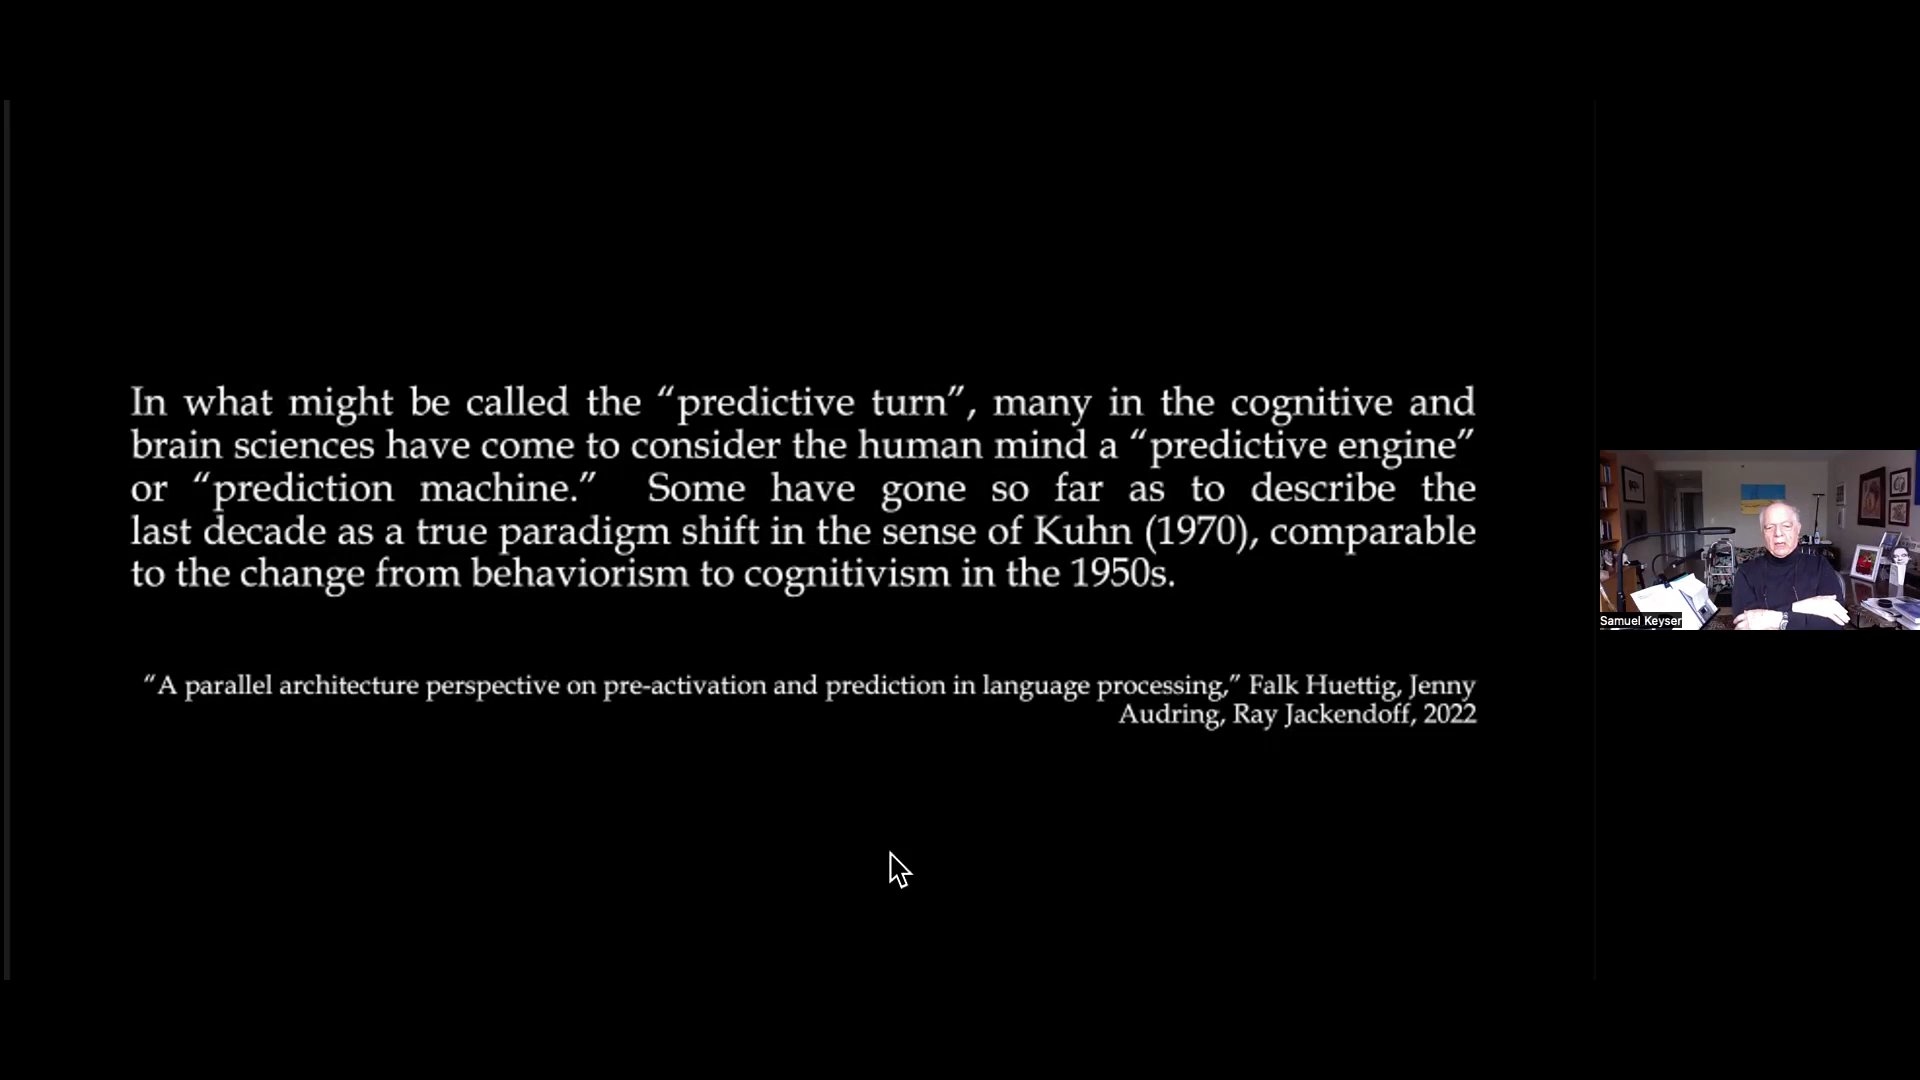 In what might be called the “predictive turn”, many in the cognitive and
brain sciences have come to consider the human mind a “predictive engine”
or “prediction machine.” Some have gone so far as to describe the
last decade as a true paradigm shift in the sense of Kuhn (1970), comparable
to the change from behaviorism to cognitivism in the 1950s.
“A parallel architecture perspective on pre-activation and prediction in language processing,” Falk Huettig, Jenny
Audring, Ray Jackendoff, 2022
Samuel Keyser